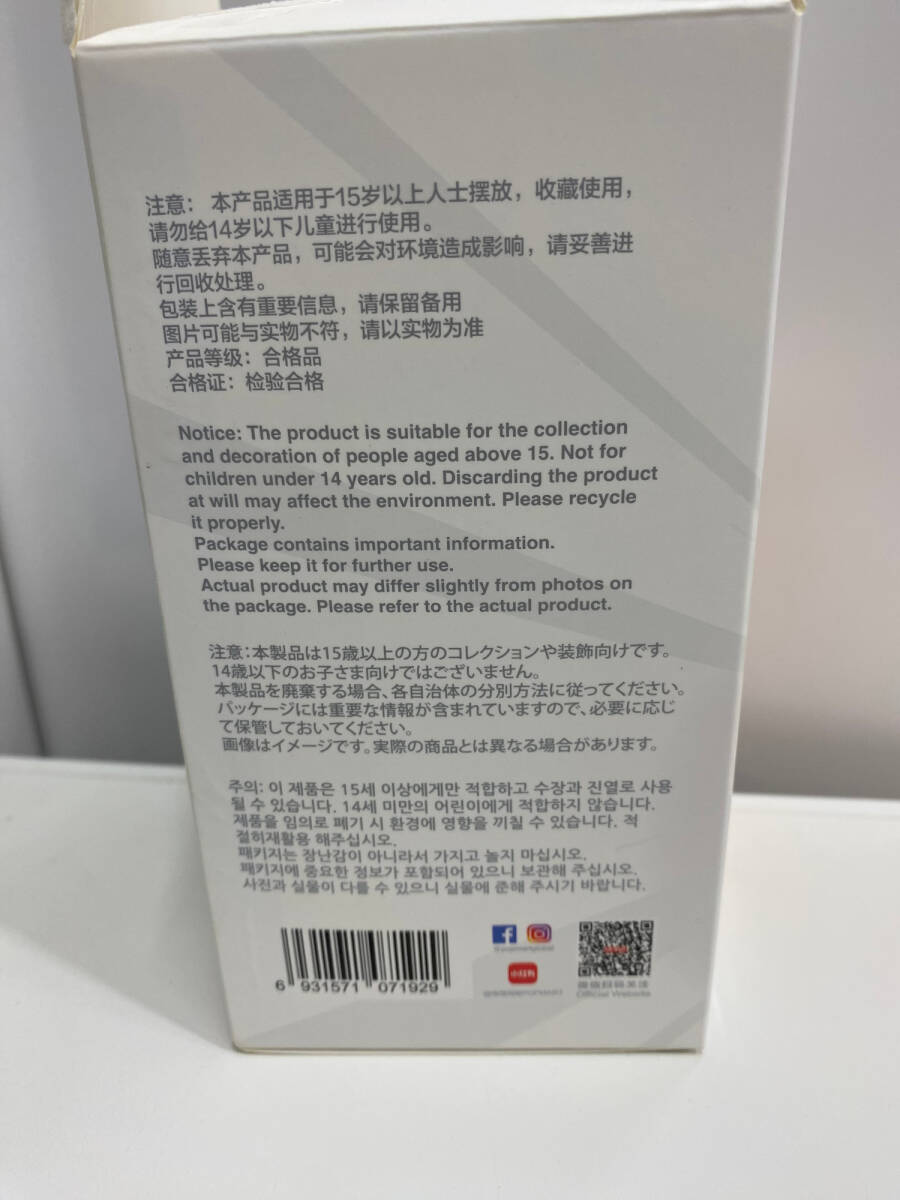 注意： 本产品适用于15岁以上人士摆放，收藏使用，
请勿给14岁以下儿童进行使用。
随意丢弃本产品，可能会对环境造成影响，请妥善进
行回收处理。
包装上含有重要信息，请保留备用
图片可能与实物不符，请以实物为准
产品等级：合格品
合格证：检验合格
Notice: The product is suitable for the collection
and decoration of people aged above 15. Not for
children under 14 years old. Discarding the product
at will may affect the environment. Please recycle
it properly.
Package contains important information.
Please keep it for further use.
Actual product may differ slightly from photos on
the package. Please refer to the actual product.
注意：本製品は15歳以上の方のコレクションや装飾向けです。
14歳以下のお子さま向けではございません。
本製品を廃棄する場合、各自治体の分別方法に従ってください。
パッケージには重要な情報が含まれていますので、必要に応じ
て保管しておいてください。
画像はイメージです。実際の商品とは異なる場合があります。
주의: 이 제품은 15세 이상에게만 적합하고 수장과 진열로 사용
될 수 있습니다. 14세 미만의 어린이에게 적합하지 않습니다.
제품을 임의로 폐기 시 환경에 영향을 끼칠 수 있습니다. 적
절히재활용 해주십시오.
패키지는 장난감이 아니라서 가지고 놀지 마십시오.
패키지에 중요한 정보가 포함되어 있으니 보관해 주십시오.
사진과 실물이 다를 수 있으니 실물에 준해 주시기 바랍니다.
6 931571 071929
小红书
Official Website